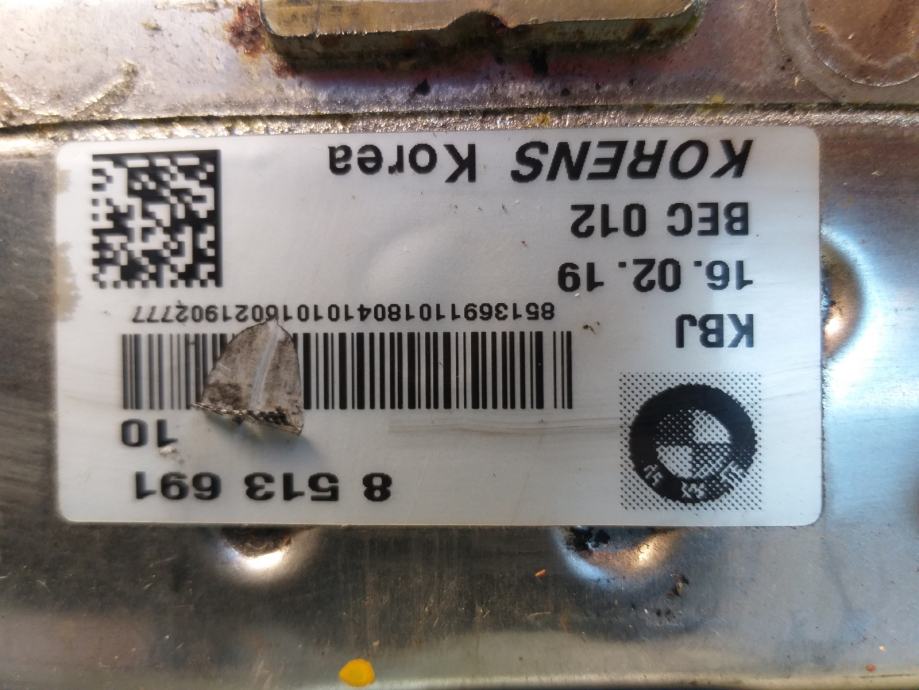 8 513 691
10
8513691101804101016021902777
KBJ
16.02.19
BEC 012
KORENS Korea